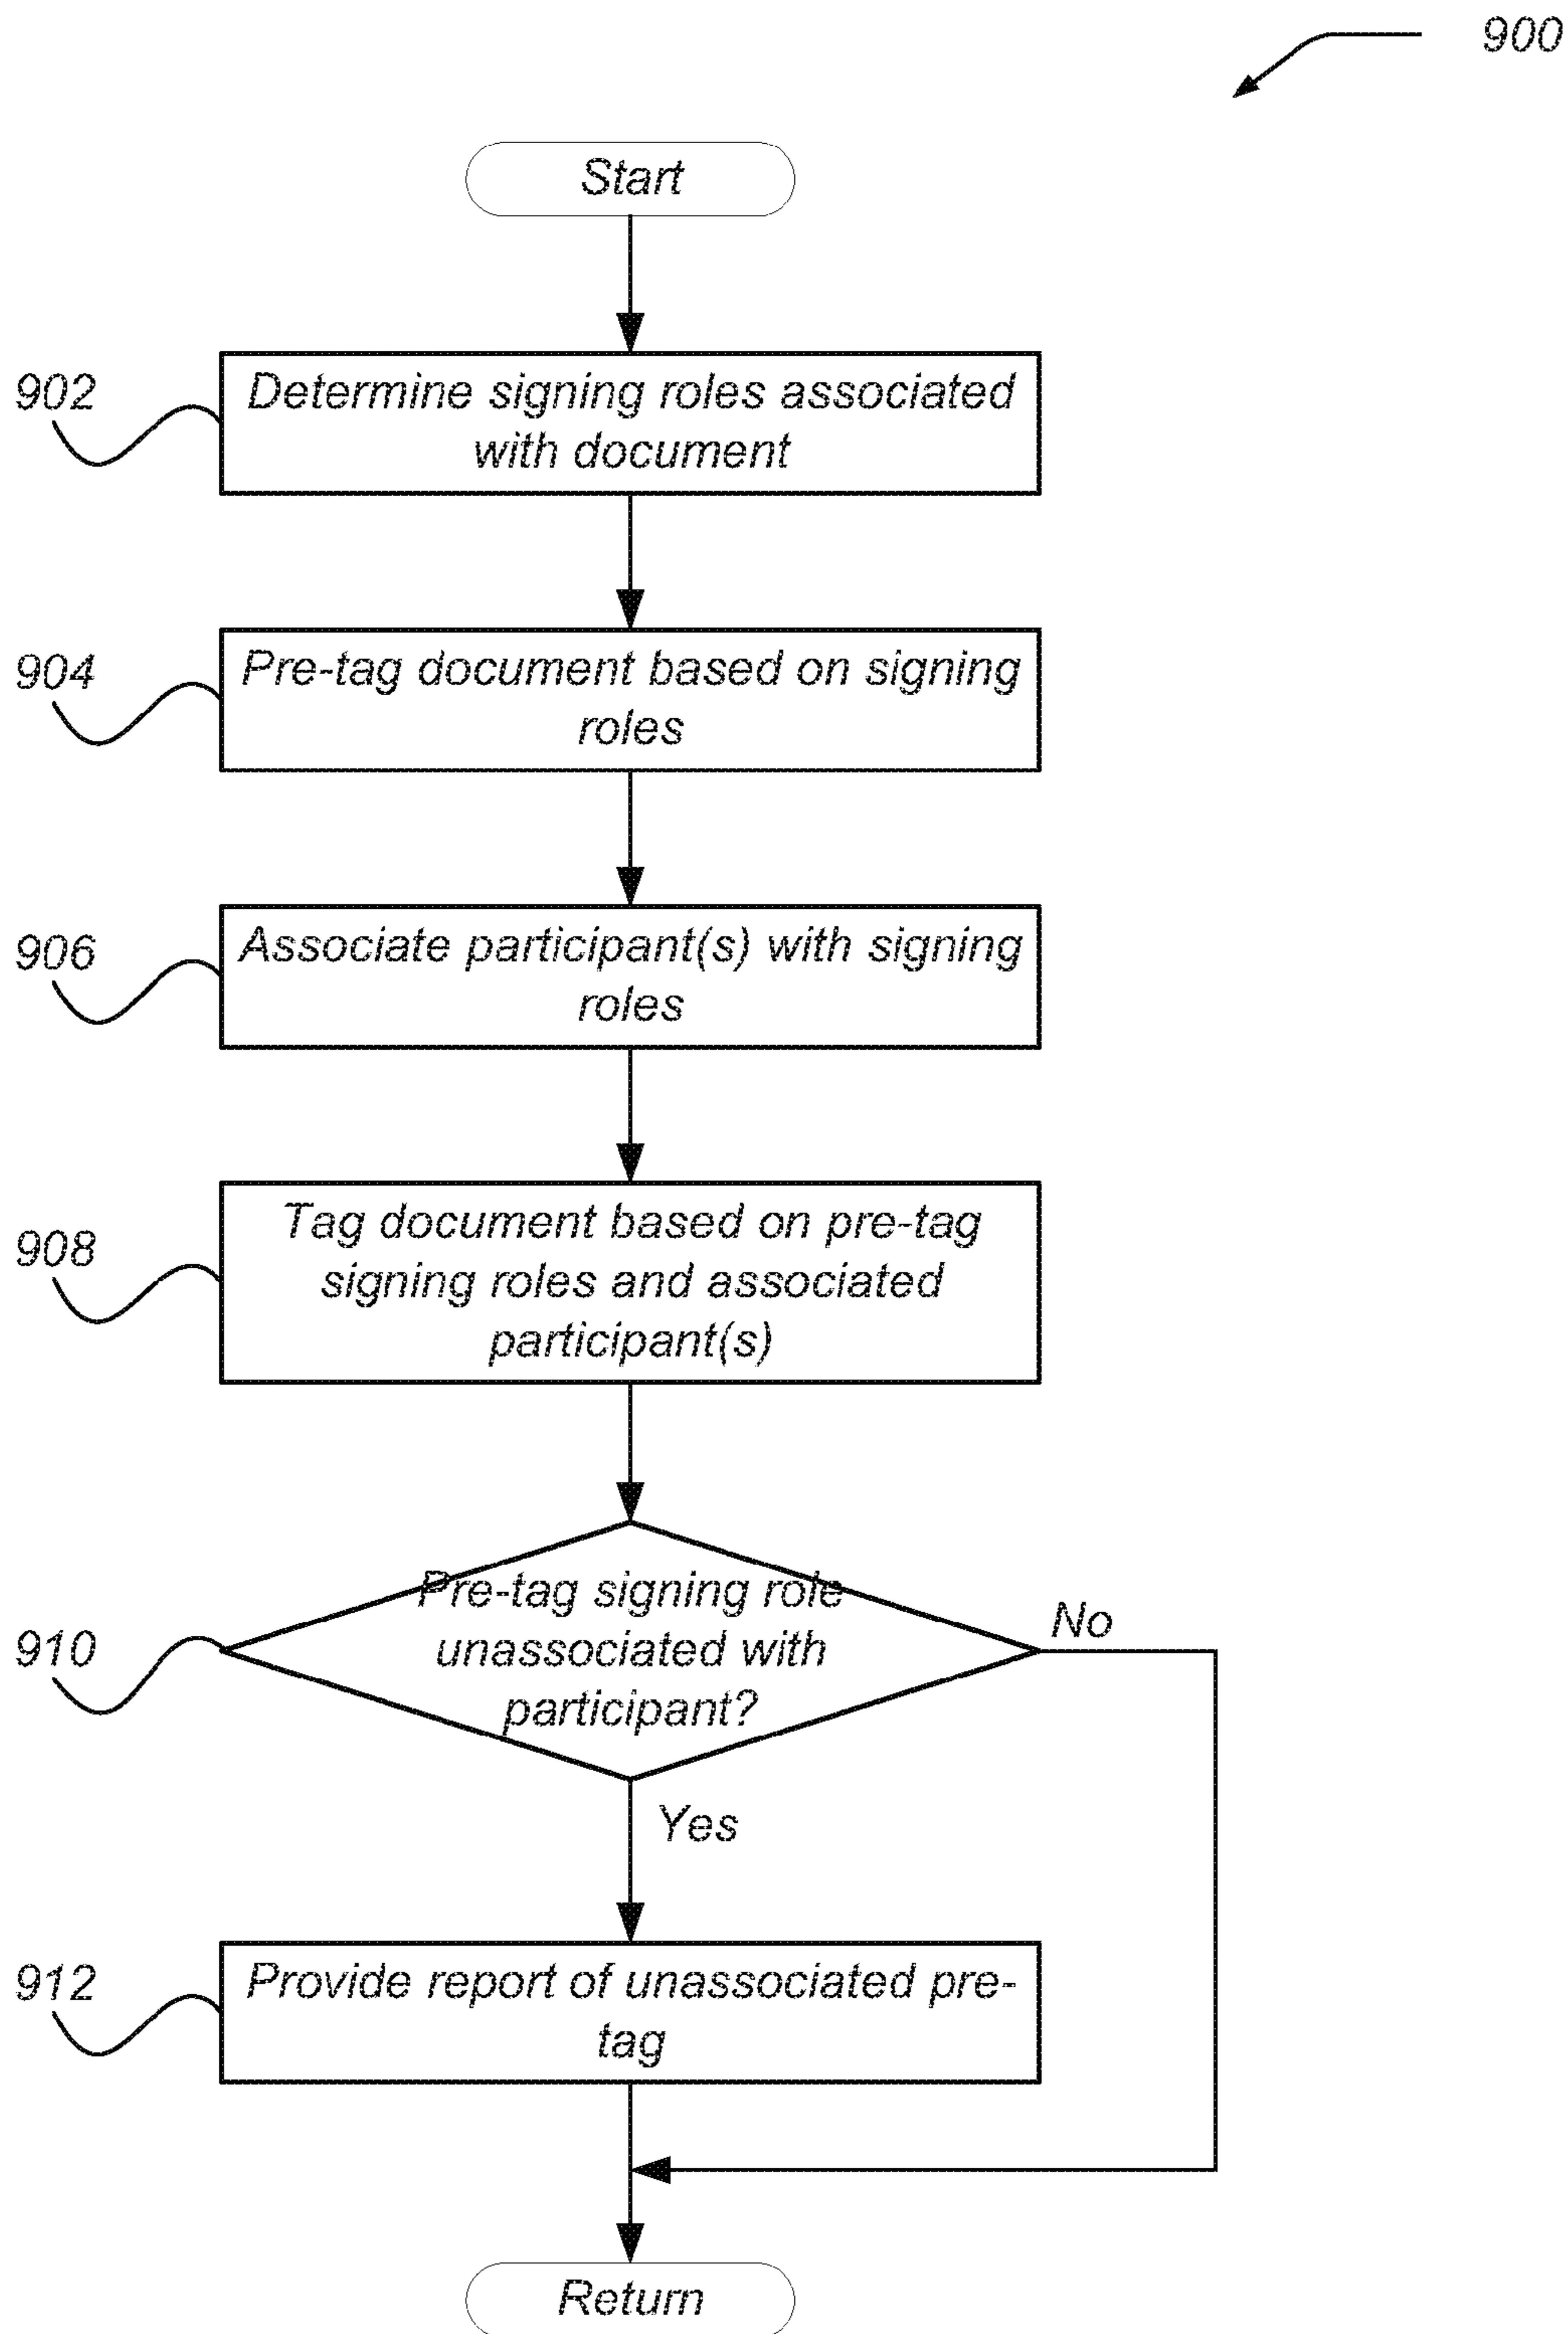 900
Start
902
Determine signing roles associated
with document
904
Pre-tag document based on signing
roles
906
Associate participant(s) with signing
roles
908
Tag document based on pre-tag
signing roles and associated
participant(s)
910
Pre-tag signing role
unassociated with
participant?
No
Yes
912
Provide report of unassociated pre-
tag
Return